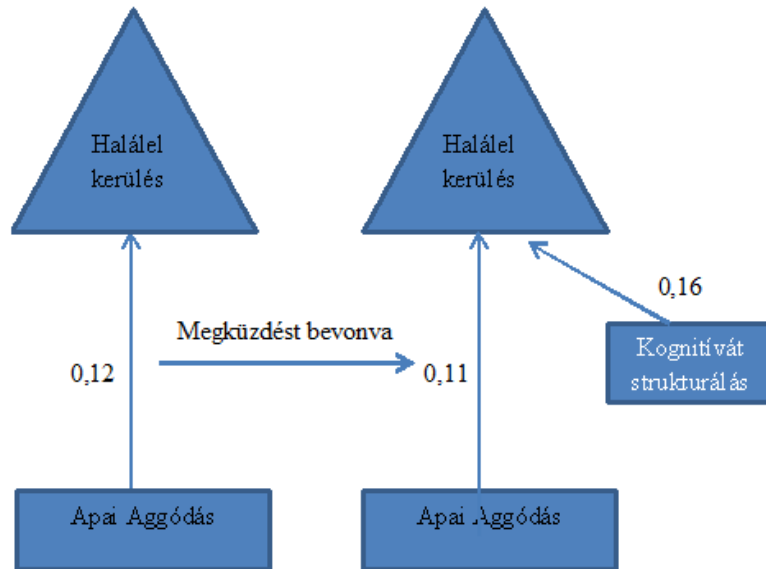 Halálel
kerülés
Halálel
kerülés
0,16
Megküzdést bevonva
Kognitívát
strukturálás
0,12
0,11
Apai Aggódás
Apai Aggódás